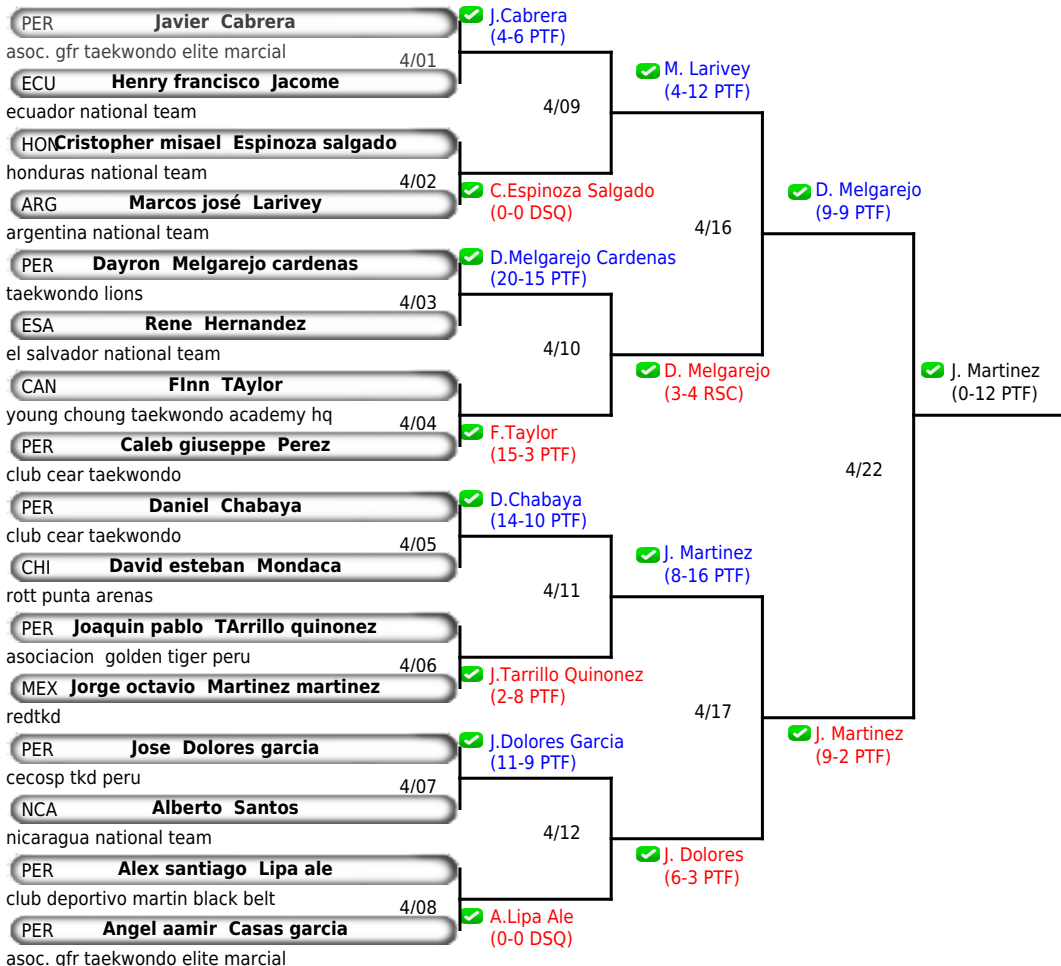 PER Javier Cabrera
asoc. gfr taekwondo elite marcial
4/01
ECU Henry francisco Jacome
ecuador national team
HON Cristopher misael Espinoza salgado
honduras national team
4/02
ARG Marcos josé Larivey
argentina national team
PER Dayron Melgarejo cardenas
taekwondo lions
4/03
ESA Rene Hernandez
el salvador national team
CAN FInn TAylor
young choung taekwondo academy hq
4/04
PER Caleb giuseppe Perez
club cear taekwondo
PER Daniel Chabaya
club cear taekwondo
4/05
CHI David esteban Mondaca
rott punta arenas
PER Joaquin pablo TArrillo quinonez
asociacion golden tiger peru
4/06
MEX Jorge octavio Martinez martinez
redtkd
PER Jose Dolores garcia
cecosp tkd peru
4/07
NCA Alberto Santos
nicaragua national team
PER Alex santiago Lipa ale
club deportivo martin black belt
4/08
PER Angel aamir Casas garcia
asoc. gfr taekwondo elite marcial
J.Cabrera
(4-6 PTF)
4/09
C.Espinoza Salgado
(0-0 DSQ)
D.Melgarejo Cardenas
(20-15 PTF)
4/10
F.Taylor
(15-3 PTF)
D.Chabaya
(14-10 PTF)
4/11
J.Tarrillo Quinonez
(2-8 PTF)
J.Dolores Garcia
(11-9 PTF)
4/12
A.Lipa Ale
(0-0 DSQ)
M. Larivey
(4-12 PTF)
4/16
D. Melgarejo
(3-4 RSC)
J. Martinez
(8-16 PTF)
4/17
J. Dolores
(6-3 PTF)
D. Melgarejo
(9-9 PTF)
4/22
J. Martinez
(9-2 PTF)
J. Martinez
(0-12 PTF)